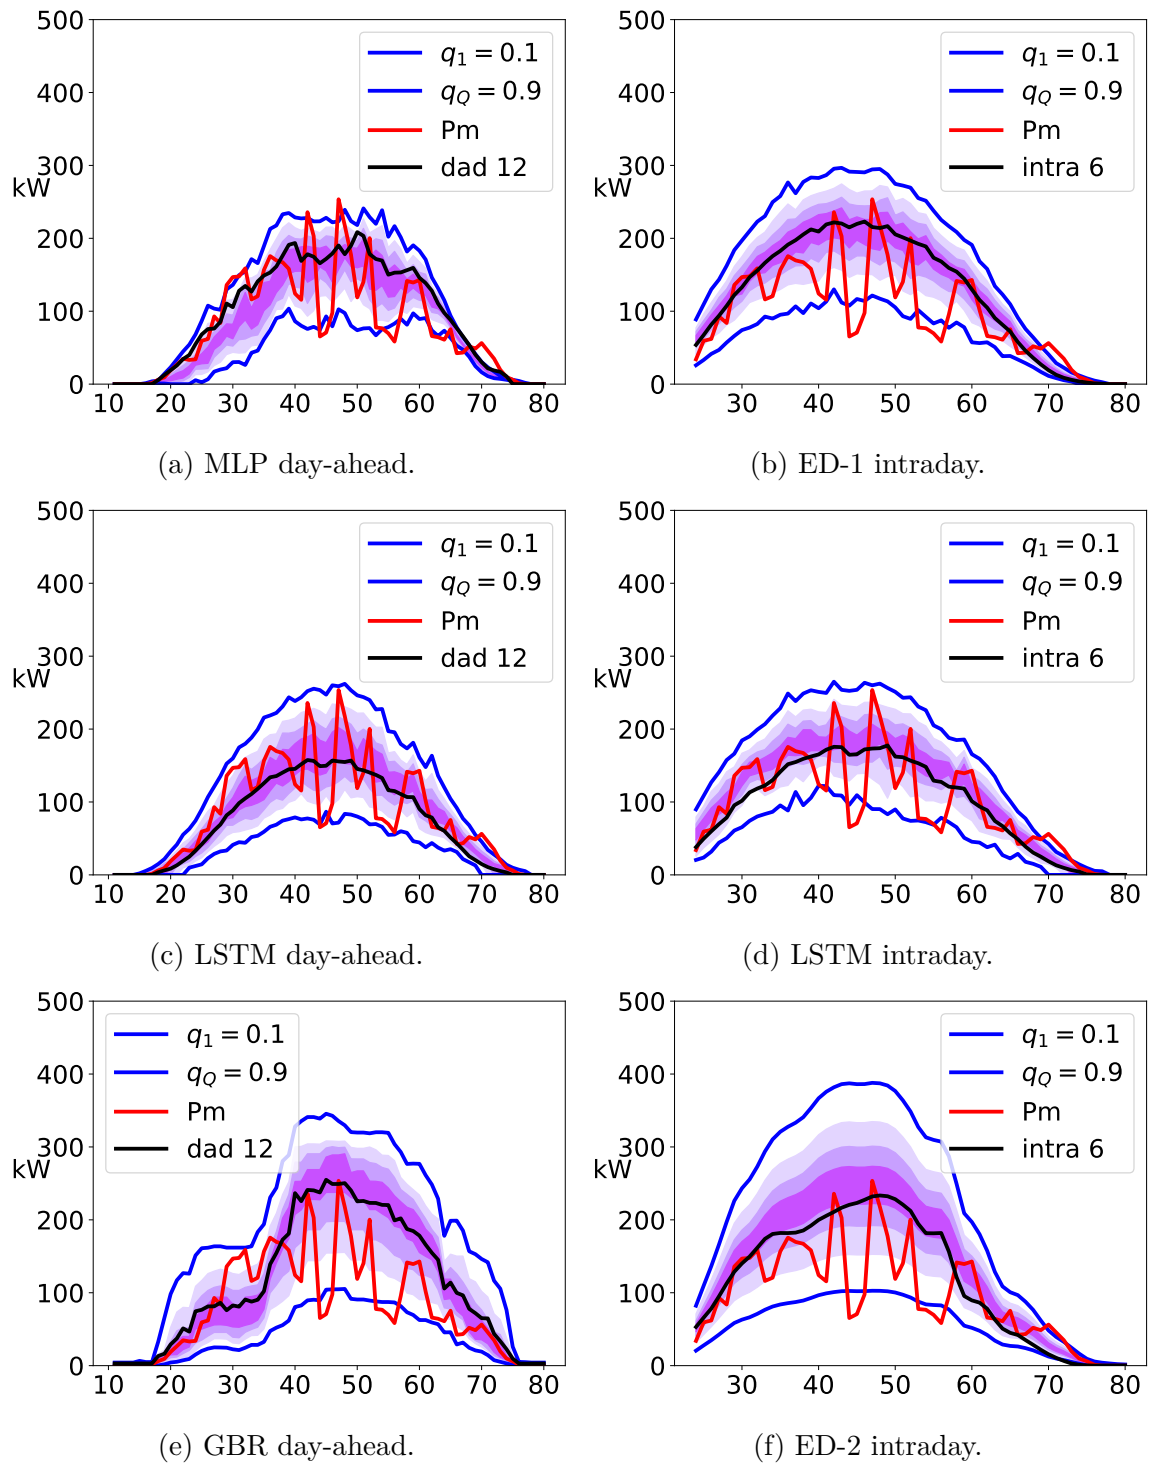 500
400
300
kW
200
100
0
10 20 30 40 50 60 70 80
q₁ = 0.1
q_Q = 0.9
Pm
dad 12
(a) MLP day-ahead.
500
400
300
kW
200
100
0
30 40 50 60 70 80
q₁ = 0.1
q_Q = 0.9
Pm
intra 6
(b) ED-1 intraday.
500
400
300
kW
200
100
0
10 20 30 40 50 60 70 80
q₁ = 0.1
q_Q = 0.9
Pm
dad 12
(c) LSTM day-ahead.
500
400
300
kW
200
100
0
30 40 50 60 70 80
q₁ = 0.1
q_Q = 0.9
Pm
intra 6
(d) LSTM intraday.
500
400
300
kW
200
100
0
10 20 30 40 50 60 70 80
q₁ = 0.1
q_Q = 0.9
Pm
dad 12
(e) GBR day-ahead.
500
400
300
kW
200
100
0
30 40 50 60 70 80
q₁ = 0.1
q_Q = 0.9
Pm
intra 6
(f) ED-2 intraday.